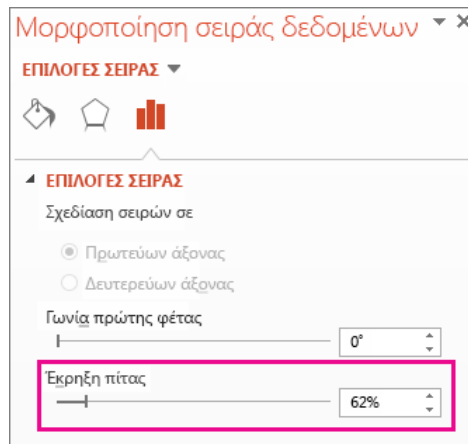 Μορφοποίηση σειράς δεδομένων
ΕΠΙΛΟΓΕΣ ΣΕΙΡΑΣ
ΕΠΙΛΟΓΕΣ ΣΕΙΡΑΣ
Σχεδίαση σειρών σε
Πρωτεύων άξονας
Δευτερεύων άξονας
Γωνία πρώτης φέτας
0°
Έκρηξη πίτας
62%